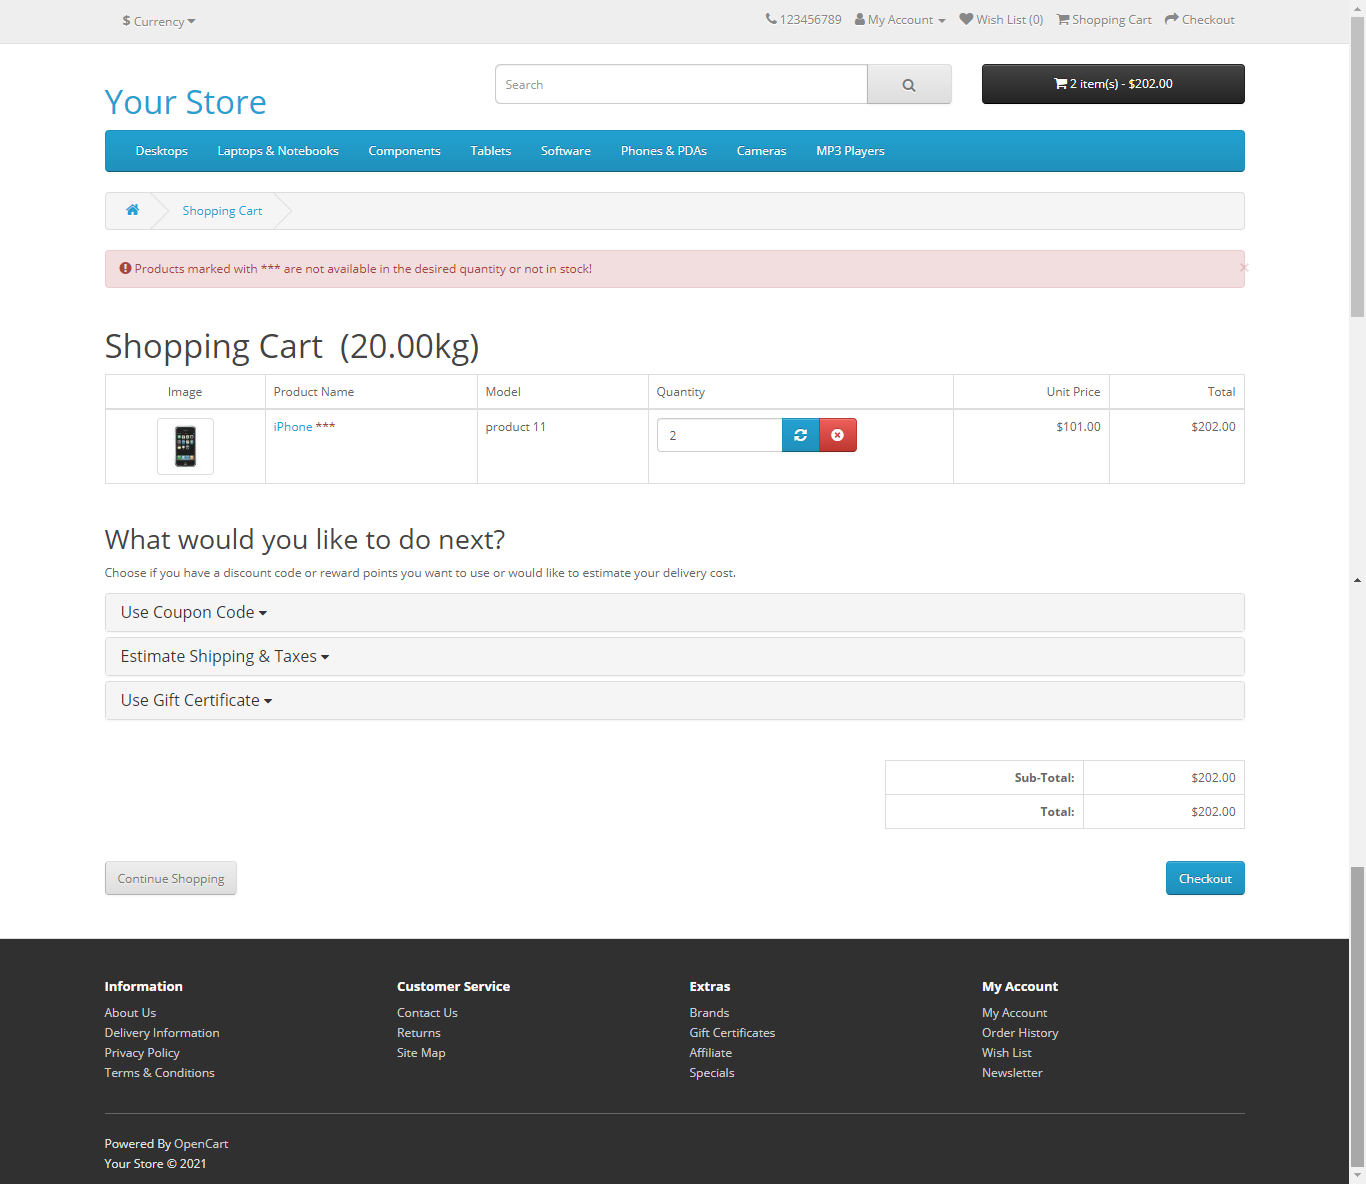 $ Currency
123456789 My Account Wish List (0) Shopping Cart Checkout
Your Store
Search
2 item(s) - $202.00
Desktops Laptops & Notebooks Components Tablets Software Phones & PDAs Cameras MP3 Players
Shopping Cart
Products marked with *** are not available in the desired quantity or not in stock!
×
Shopping Cart (20.00kg)
Image Product Name Model Quantity Unit Price Total
iPhone *** product 11 2 $101.00 $202.00
What would you like to do next?
Choose if you have a discount code or reward points you want to use or would like to estimate your delivery cost.
Use Coupon Code
Estimate Shipping & Taxes
Use Gift Certificate
Sub-Total: $202.00
Total: $202.00
Continue Shopping
Checkout
Information
About Us
Delivery Information
Privacy Policy
Terms & Conditions
Customer Service
Contact Us
Returns
Site Map
Extras
Brands
Gift Certificates
Affiliate
Specials
My Account
My Account
Order History
Wish List
Newsletter
Powered By OpenCart
Your Store © 2021